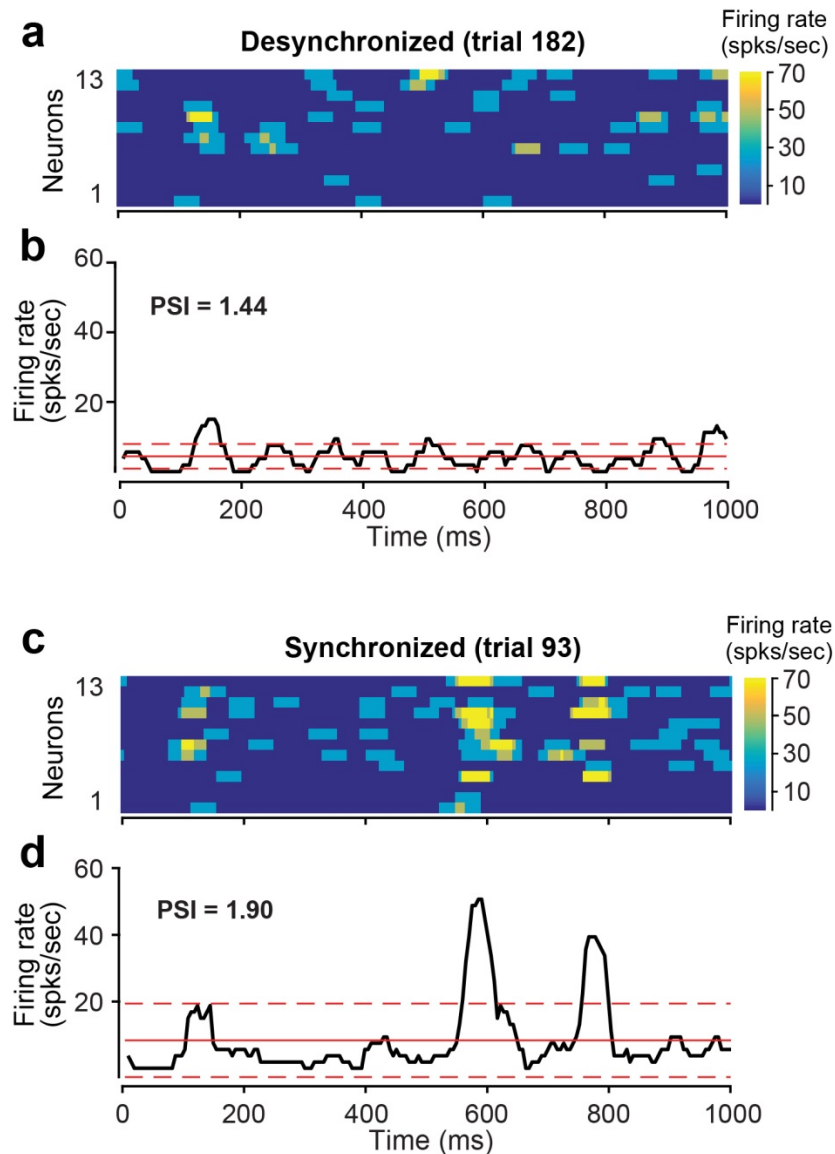 a
Desynchronized (trial 182)
Firing rate
(spks/sec)
Neurons
13
1
70
50
30
10
b
Firing rate
(spks/sec)
60
40
20
PSI = 1.44
0 200 400 600 800 1000
Time (ms)
c
Synchronized (trial 93)
Firing rate
(spks/sec)
Neurons
13
1
70
50
30
10
d
Firing rate
(spks/sec)
60
40
20
PSI = 1.90
0 200 400 600 800 1000
Time (ms)